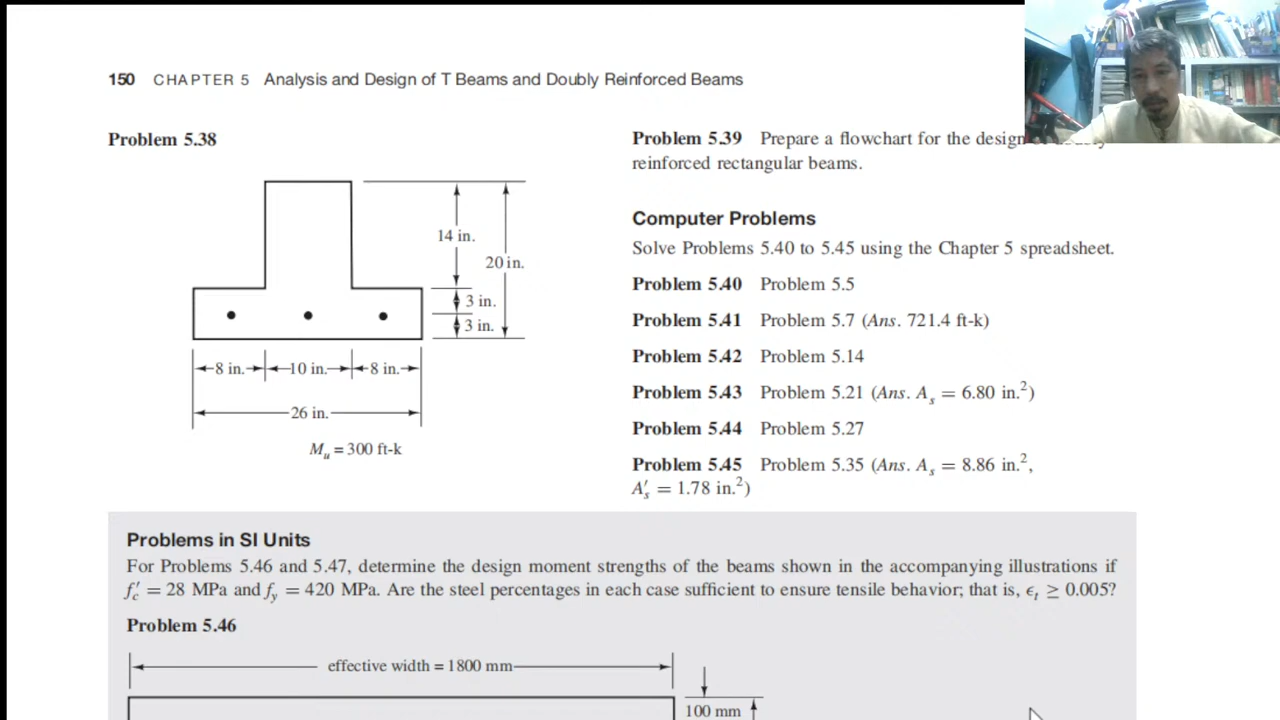 150 CHAPTER 5 Analysis and Design of T Beams and Doubly Reinforced Beams
Problem 5.38
14 in.
20 in.
3 in.
3 in.
8 in.
10 in.
8 in.
26 in.
Mᵤ = 300 ft-k
Problem 5.39 Prepare a flowchart for the design
reinforced rectangular beams.
Computer Problems
Solve Problems 5.40 to 5.45 using the Chapter 5 spreadsheet.
Problem 5.40 Problem 5.5
Problem 5.41 Problem 5.7 (Ans. 721.4 ft-k)
Problem 5.42 Problem 5.14
Problem 5.43 Problem 5.21 (Ans. Aₛ = 6.80 in.²)
Problem 5.44 Problem 5.27
Problem 5.45 Problem 5.35 (Ans. Aₛ = 8.86 in.²,
A′ₛ = 1.78 in.²)
Problems in SI Units
For Problems 5.46 and 5.47, determine the design moment strengths of the beams shown in the accompanying illustrations if
f′c = 28 MPa and fy = 420 MPa. Are the steel percentages in each case sufficient to ensure tensile behavior; that is, ϵₜ ≥ 0.005?
Problem 5.46
effective width = 1800 mm
100 mm